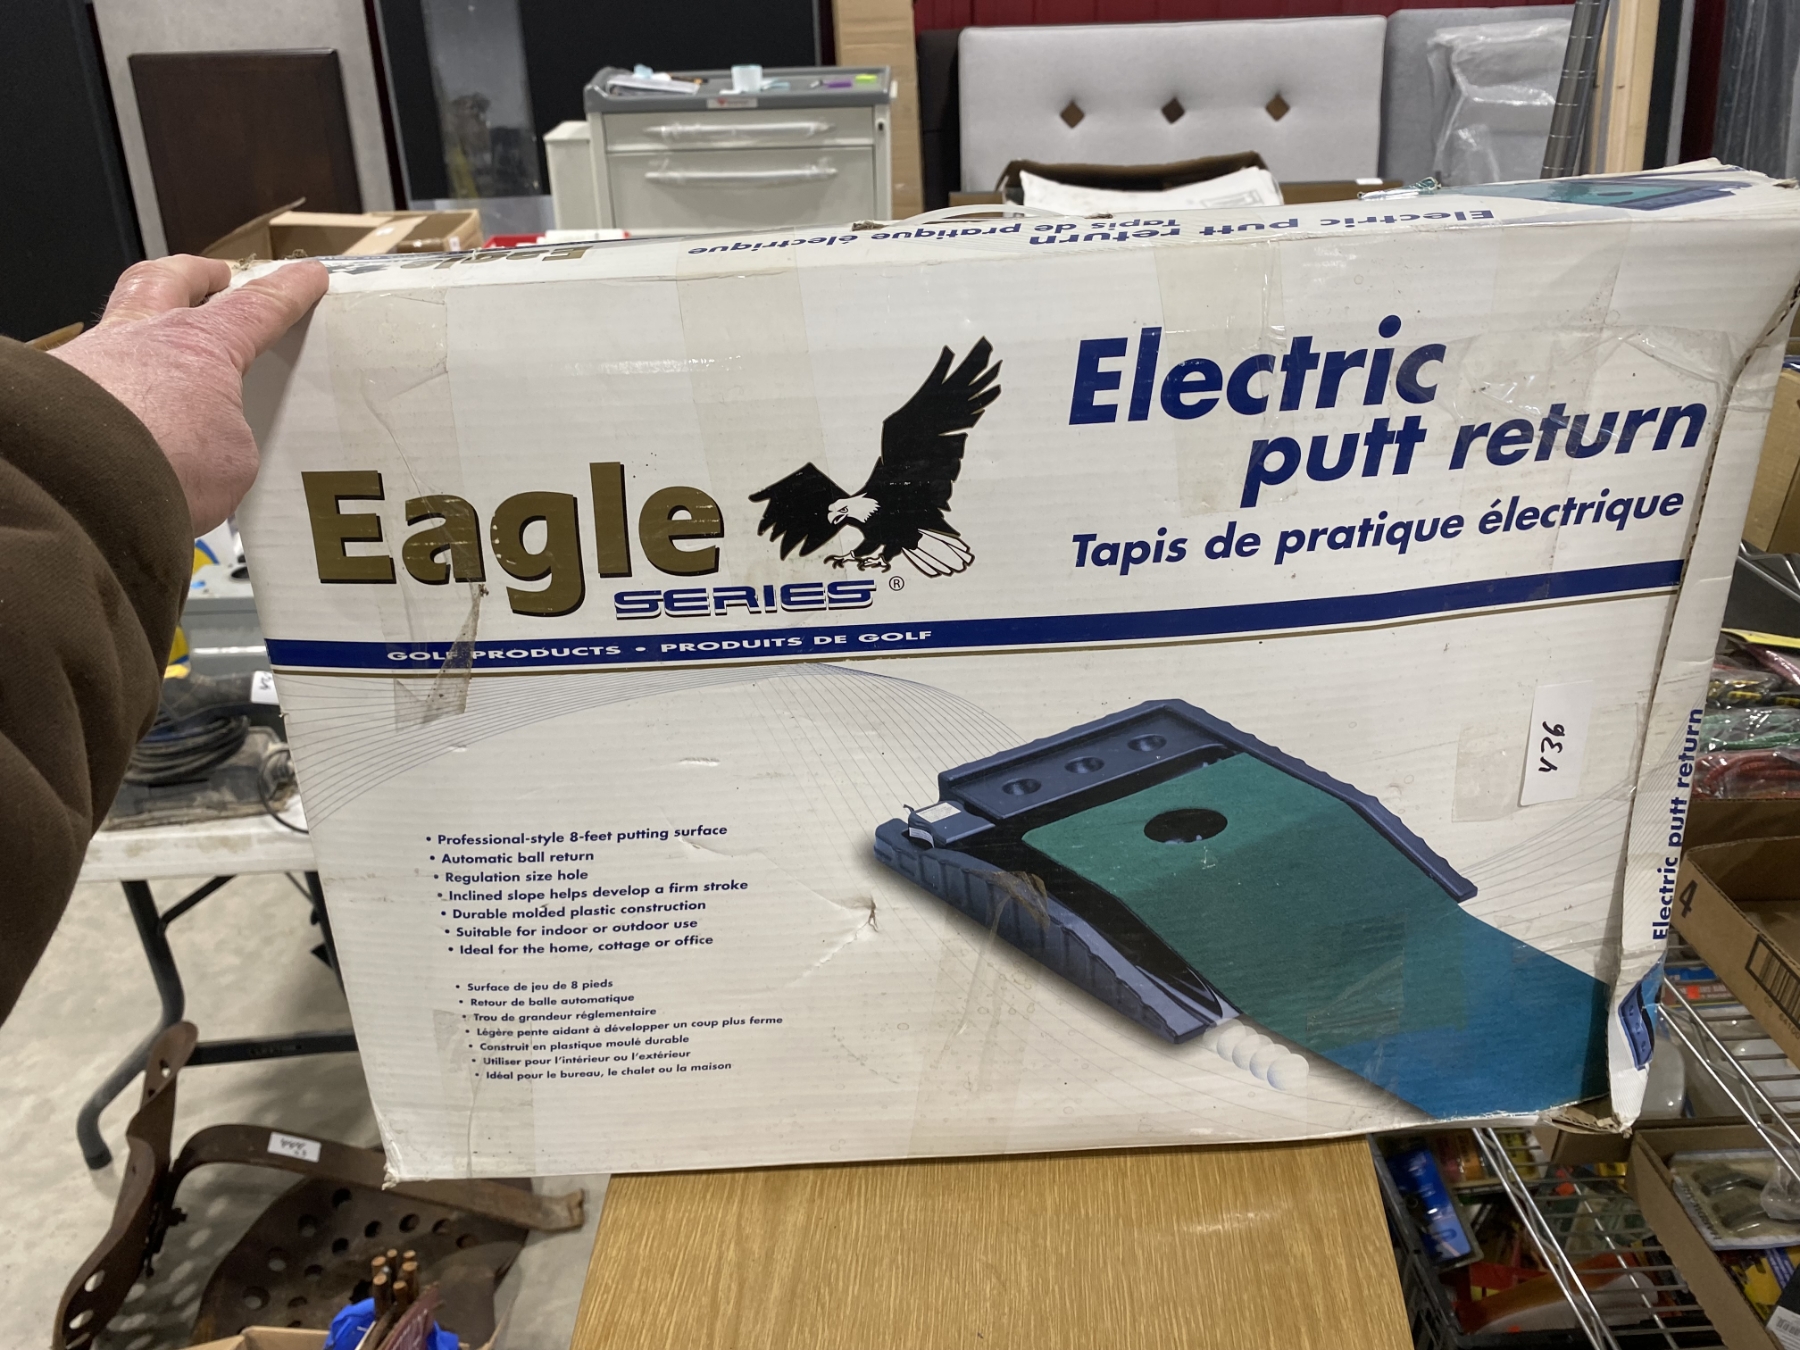 Eagle
Tapis de pratique électrique
Electric putt return
Electric
putt return
Tapis de pratique électrique
Eagle
SERIES ®
GOLF PRODUCTS • PRODUITS DE GOLF
• Professional-style 8-feet putting surface
• Automatic ball return
• Regulation size hole
• Inclined slope helps develop a firm stroke
• Durable molded plastic construction
• Suitable for indoor or outdoor use
• Ideal for the home, cottage or office
• Surface de jeu de 8 pieds
• Retour de balle automatique
• Trou de grandeur réglementaire
• Légère pente aidant à développer un coup plus ferme
• Construit en plastique moulé durable
• Utiliser pour l'intérieur ou l'extérieur
• Idéal pour le bureau, le chalet ou la maison
436
Electric putt return
4